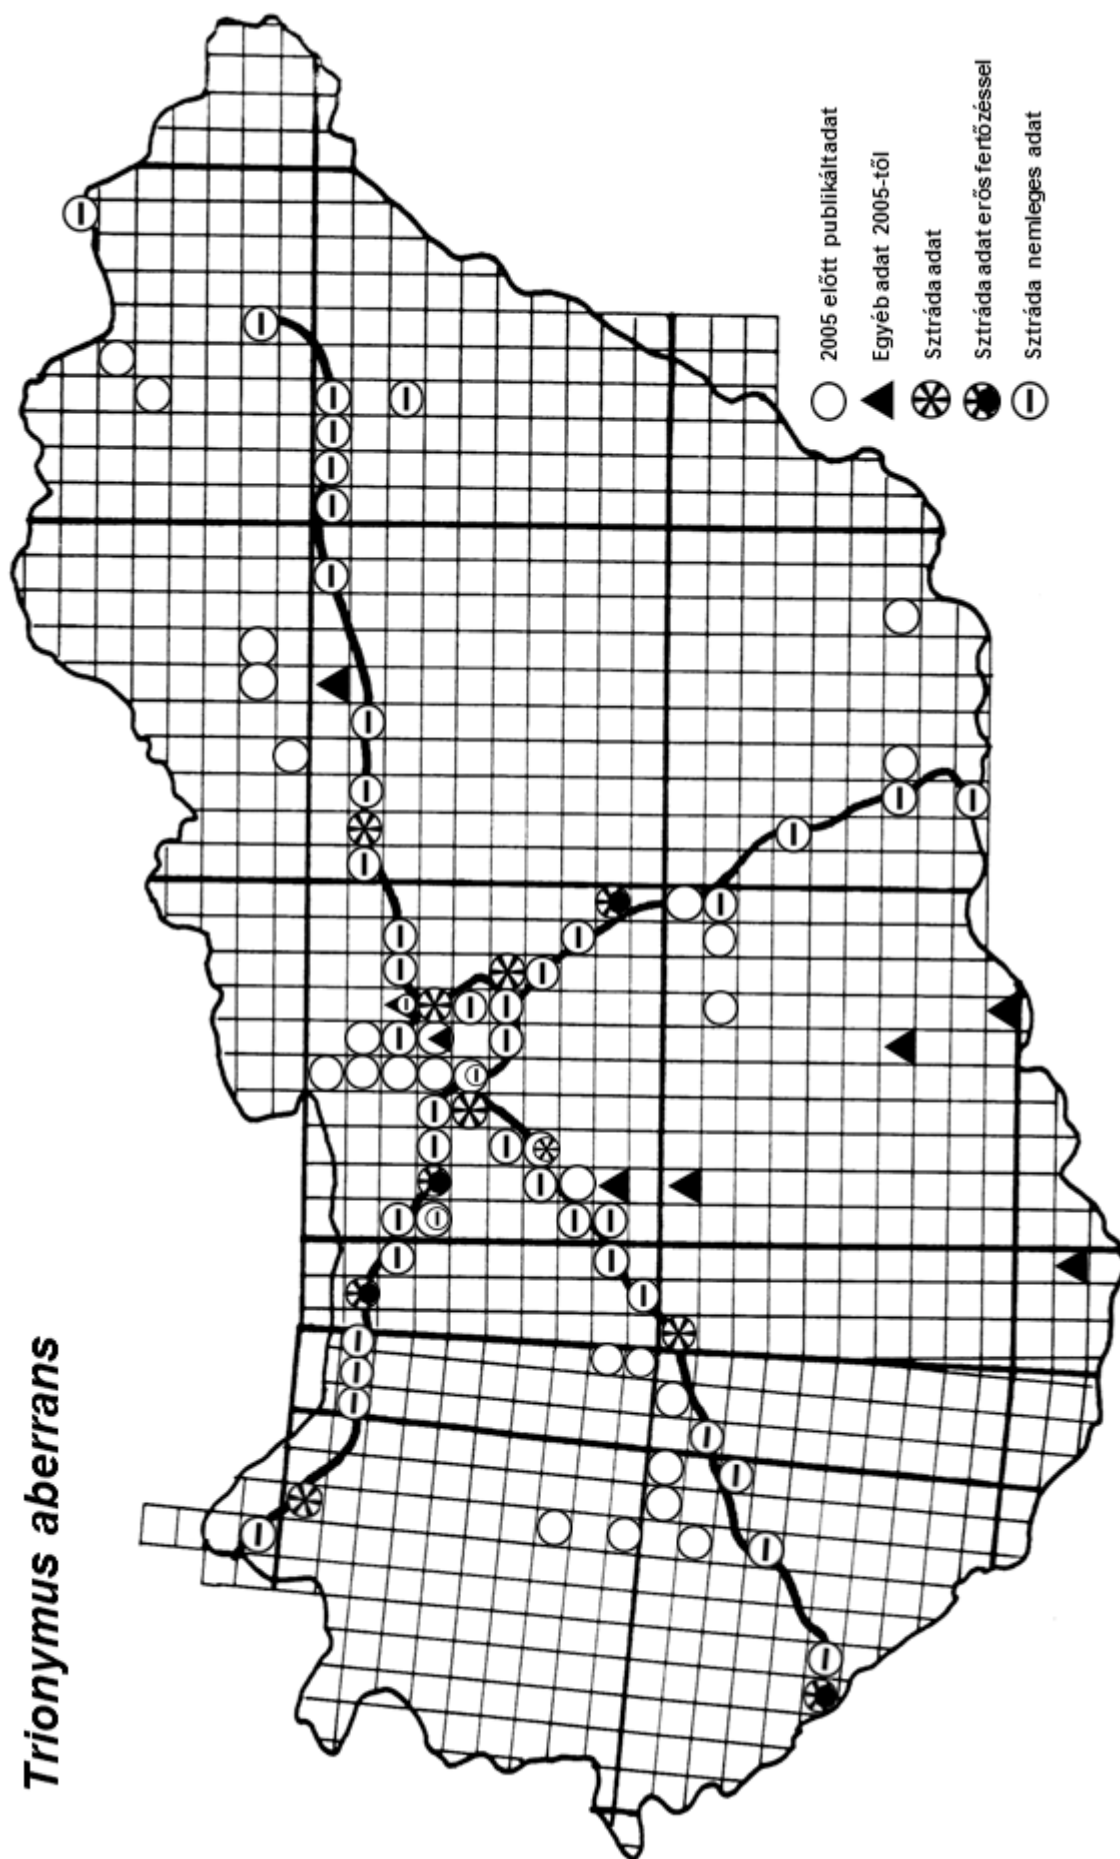 Trionymus aberrans
2005 előtt publikáltadat
Egyéb adat 2005-től
Sztráda adat
Sztráda adat erős fertőzéssel
Sztráda nemleges adat